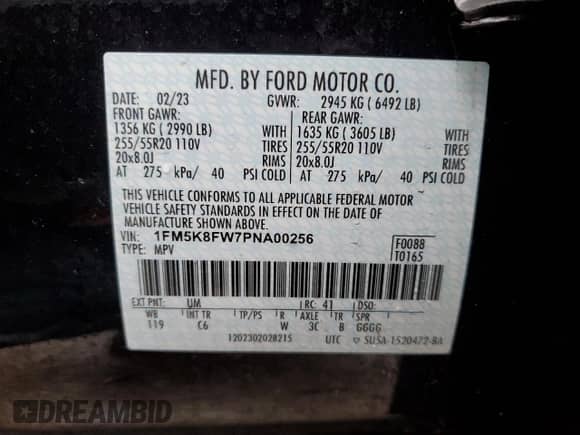 MFD. BY FORD MOTOR CO.
DATE: 02/23 GVWR: 2945 KG ( 6492 LB)
FRONT GAWR: REAR GAWR:
1356 KG ( 2990 LB) WITH 1635 KG ( 3605 LB) WITH
255/55R20 110V TIRES 255/55R20 110V TIRES
20x8.0J RIMS 20x8.0J RIMS
AT 275 kPa/ 40 PSI COLD AT 275 kPa/ 40 PSI COLD
THIS VEHICLE CONFORMS TO ALL APPLICABLE FEDERAL MOTOR
VEHICLE SAFETY STANDARDS IN EFFECT ON THE DATE OF
MANUFACTURE SHOWN ABOVE.
VIN: 1FM5K8FW7PNA00256 F0088
TYPE: MPV T0165
EXT PNT: UM RC: 41 DSO:
WB INT TR TP/PS R AXLE TR SPR
119 C6 W 3C B GGGG
1202302028215 UTC ▽ SUSA-1520472-BA
DREAMBID